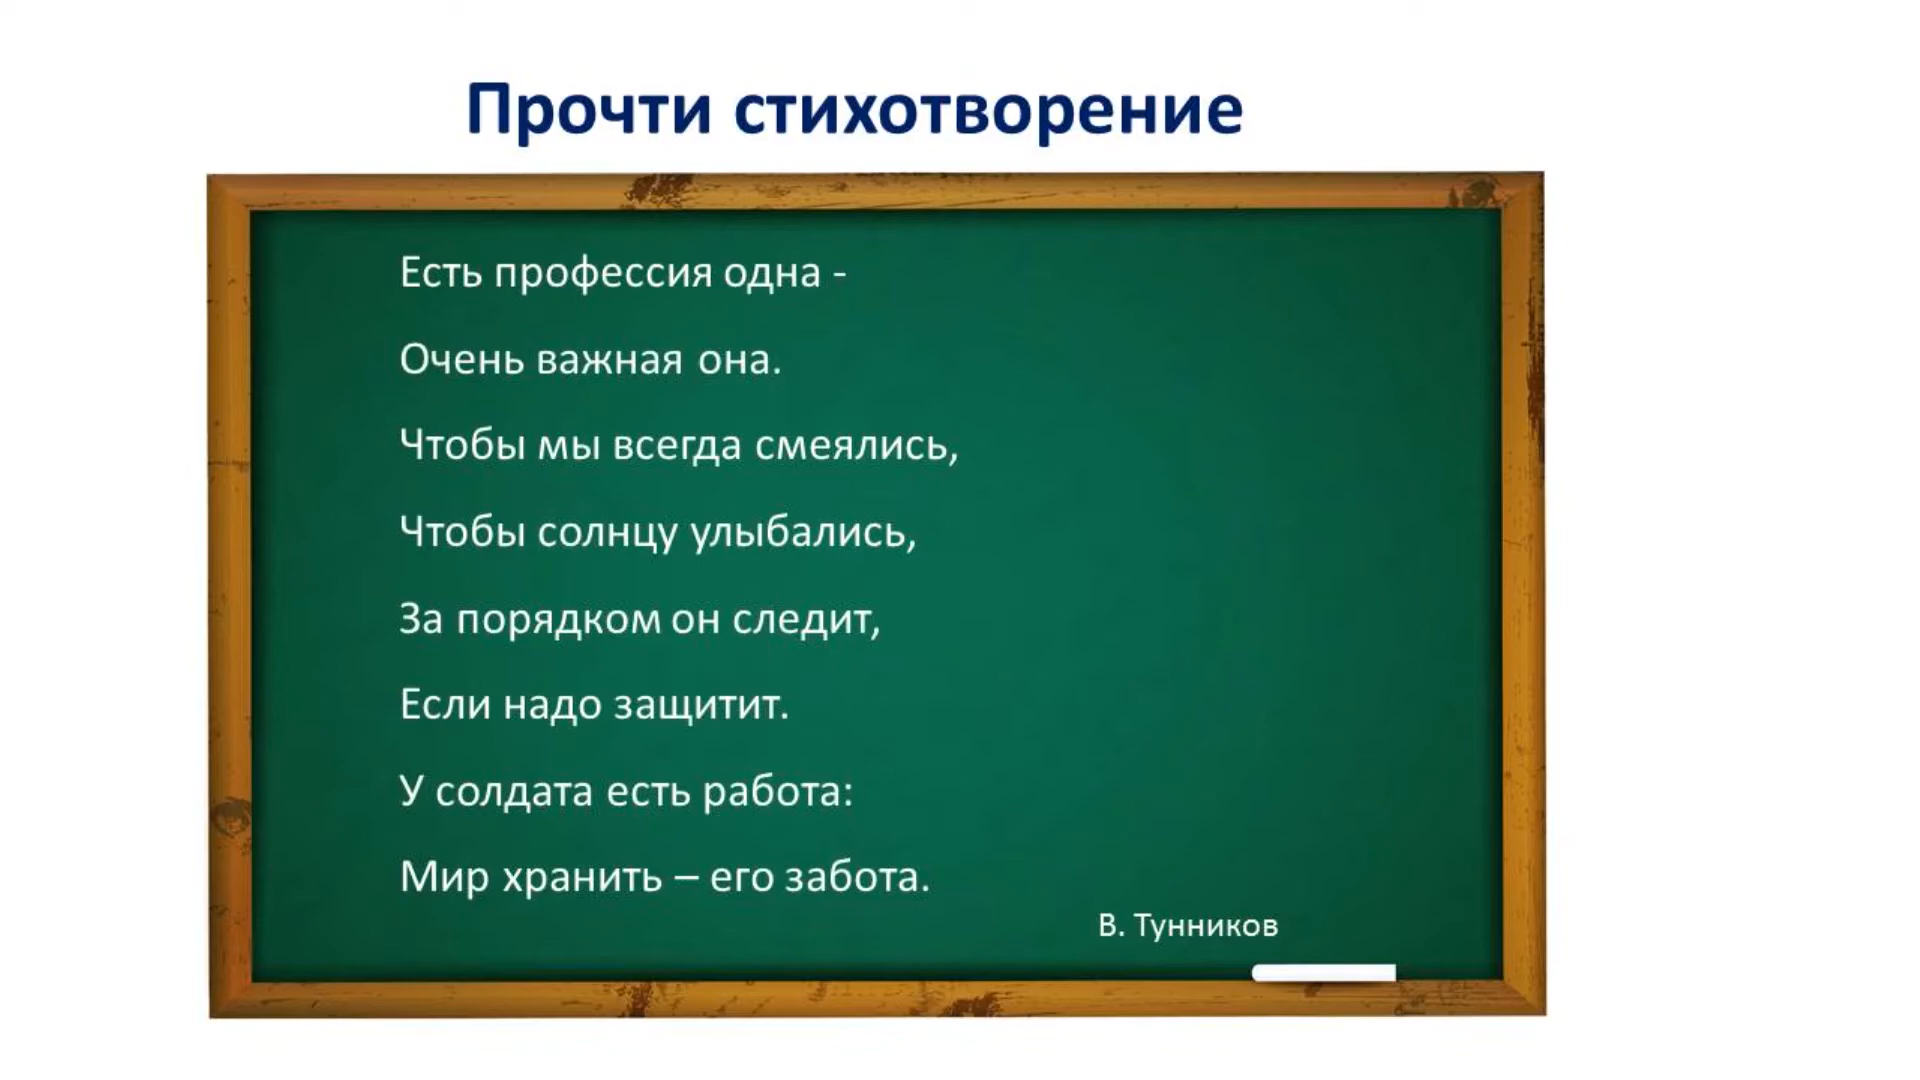 Прочти стихотворение
Есть профессия одна -
Очень важная она.
Чтобы мы всегда смеялись,
Чтобы солнцу улыбались,
За порядком он следит,
Если надо защитит.
У солдата есть работа:
Мир хранить – его забота.
В. Тунников